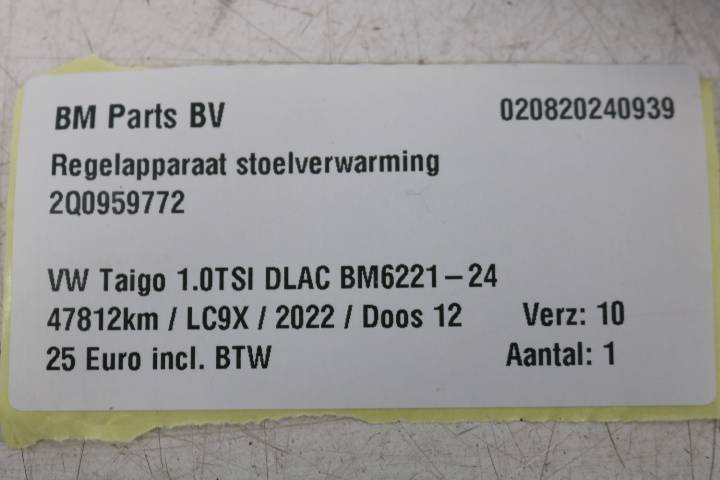 BM Parts BV 020820240939
Regelapparaat stoelverwarming
2Q0959772
VW Taigo 1.0TSI DLAC BM6221-24
47812km / LC9X / 2022 / Doos 12 Verz: 10
25 Euro incl. BTW Aantal: 1